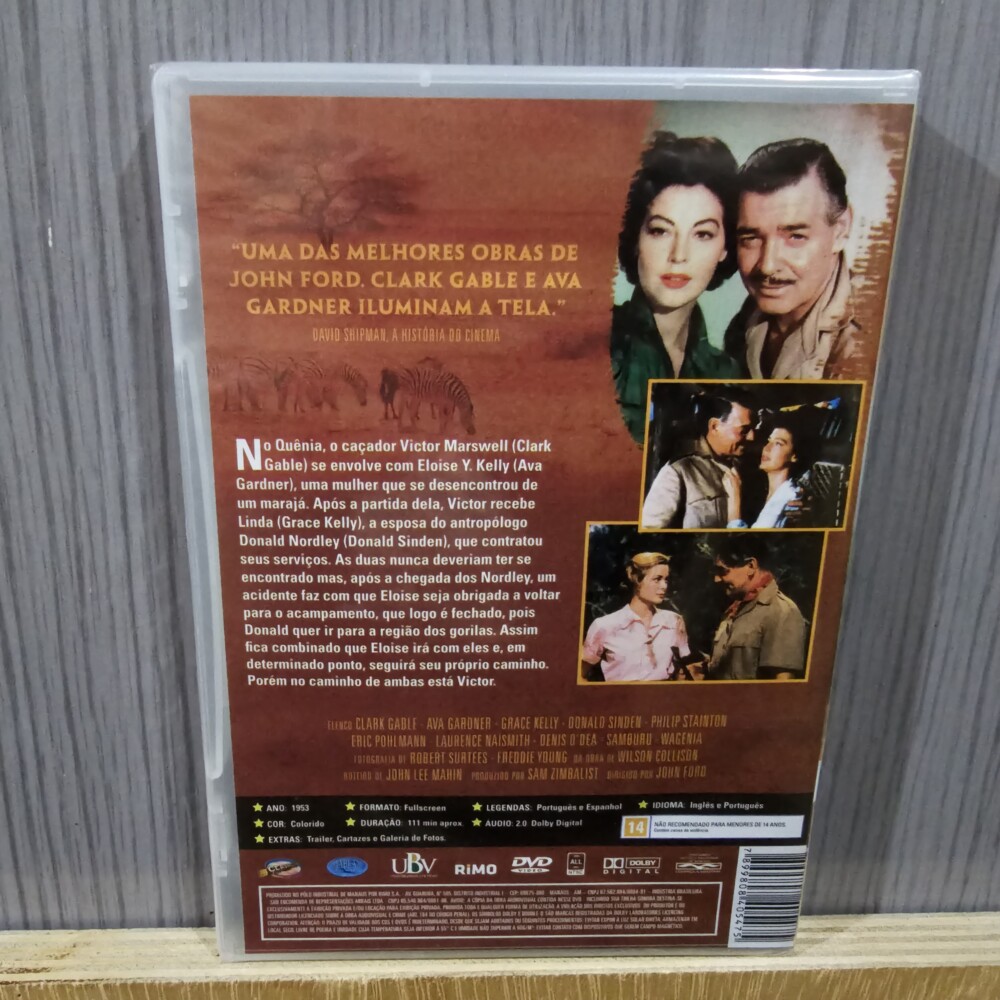 “UMA DAS MELHORES OBRAS DE
JOHN FORD. CLARK GABLE E AVA
GARDNER ILUMINAM A TELA.”
DAVID SHIPMAN, A HISTÓRIA DO CINEMA
No Quênia, o caçador Victor Marswell (Clark
Gable) se envolve com Eloise Y. Kelly (Ava
Gardner), uma mulher que se desencontrou de
um marajá. Após a partida dela, Victor recebe
Linda (Grace Kelly), a esposa do antropólogo
Donald Nordley (Donald Sinden), que contratou
seus serviços. As duas nunca deveriam ter se
encontrado mas, após a chegada dos Nordley, um
acidente faz com que Eloise seja obrigada a voltar
para o acampamento, que logo é fechado, pois
Donald quer ir para a região dos gorilas. Assim
fica combinado que Eloise irá com eles e, em
determinado ponto, seguirá seu próprio caminho.
Porém no caminho de ambas está Victor.
ELENCO CLARK GABLE - AVA GARDNER - GRACE KELLY - DONALD SINDEN - PHILIP STAINTON
ERIC POHLMANN - LAURENCE NAISMITH - DENIS O'DEA - SAMBURU - WAGENIA
FOTOGRAFIA DE ROBERT SURTEES - FREDDIE YOUNG DA OBRA DE WILSON COLLISON
ROTEIRO DE JOHN LEE MAHIN PRODUZIDO POR SAM ZIMBALIST DIRIGIDO POR JOHN FORD
ANO: 1953 FORMATO: Fullscreen LEGENDAS: Português e Espanhol IDIOMA: Inglês e Português
COR: Colorido DURAÇÃO: 111 min aprox. AUDIO: 2.0 Dolby Digital
EXTRAS: Trailer, Cartazes e Galeria de Fotos.
14 NÃO RECOMENDADO PARA MENORES DE 14 ANOS.
UBV RiMO DVD VIDEO ALL NTSC DOLBY DIGITAL